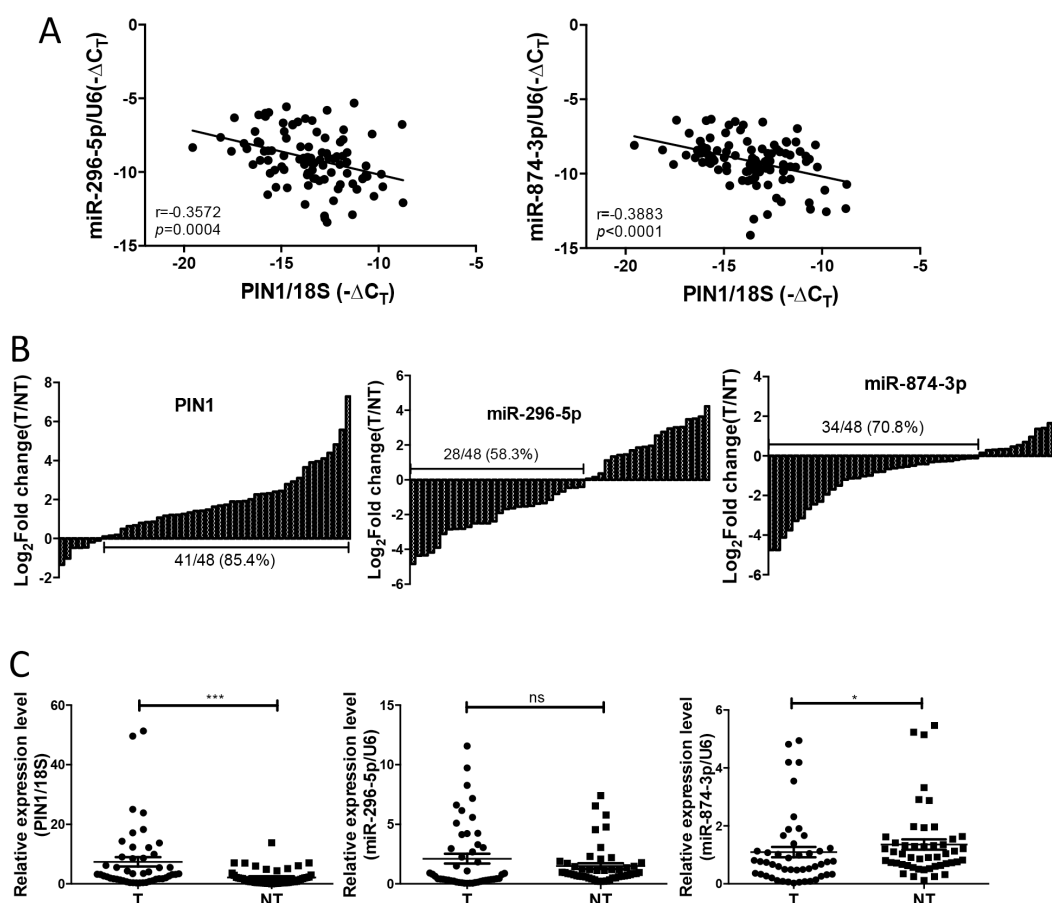 A
0
-5
-10
-15
miR-296-5p/U6(-ΔCT)
r=-0.3572
p=0.0004
-20
-15
-10
-5
PIN1/18S (-ΔCT)
0
-5
-10
-15
miR-874-3p/U6(-ΔCT)
r=-0.3883
p<0.0001
-20
-15
-10
-5
PIN1/18S (-ΔCT)
B
Log2Fold change(T/NT)
8
6
4
2
0
-2
PIN1
41/48 (85.4%)
Log2Fold change(T/NT)
6
4
2
0
-2
-4
-6
miR-296-5p
28/48 (58.3%)
Log2Fold change(T/NT)
4
2
0
-2
-4
-6
miR-874-3p
34/48 (70.8%)
C
Relative expression level
(PIN1/18S)
60
40
20
0
***
T
NT
Relative expression level
(miR-296-5p/U6)
15
10
5
0
ns
T
NT
Relative expression level
(miR-874-3p/U6)
6
4
2
0
*
T
NT